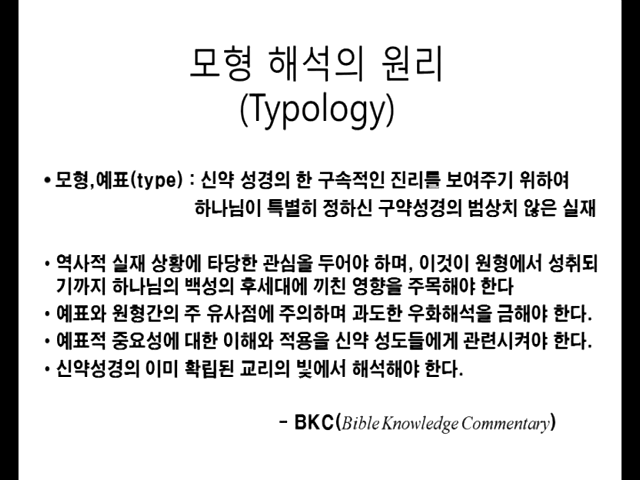 모형 해석의 원리
(Typology)
• 모형,예표(type) : 신약 성경의 한 구속적인 진리를 보여주기 위하여
하나님이 특별히 정하신 구약성경의 범상치 않은 실재
• 역사적 실재 상황에 타당한 관심을 두어야 하며, 이것이 원형에서 성취되
기까지 하나님의 백성의 후세대에 끼친 영향을 주목해야 한다
• 예표와 원형간의 주 유사점에 주의하며 과도한 우화해석을 금해야 한다.
• 예표적 중요성에 대한 이해와 적용을 신약 성도들에게 관련시켜야 한다.
• 신약성경의 이미 확립된 교리의 빛에서 해석해야 한다.
- BKC(Bible Knowledge Commentary)